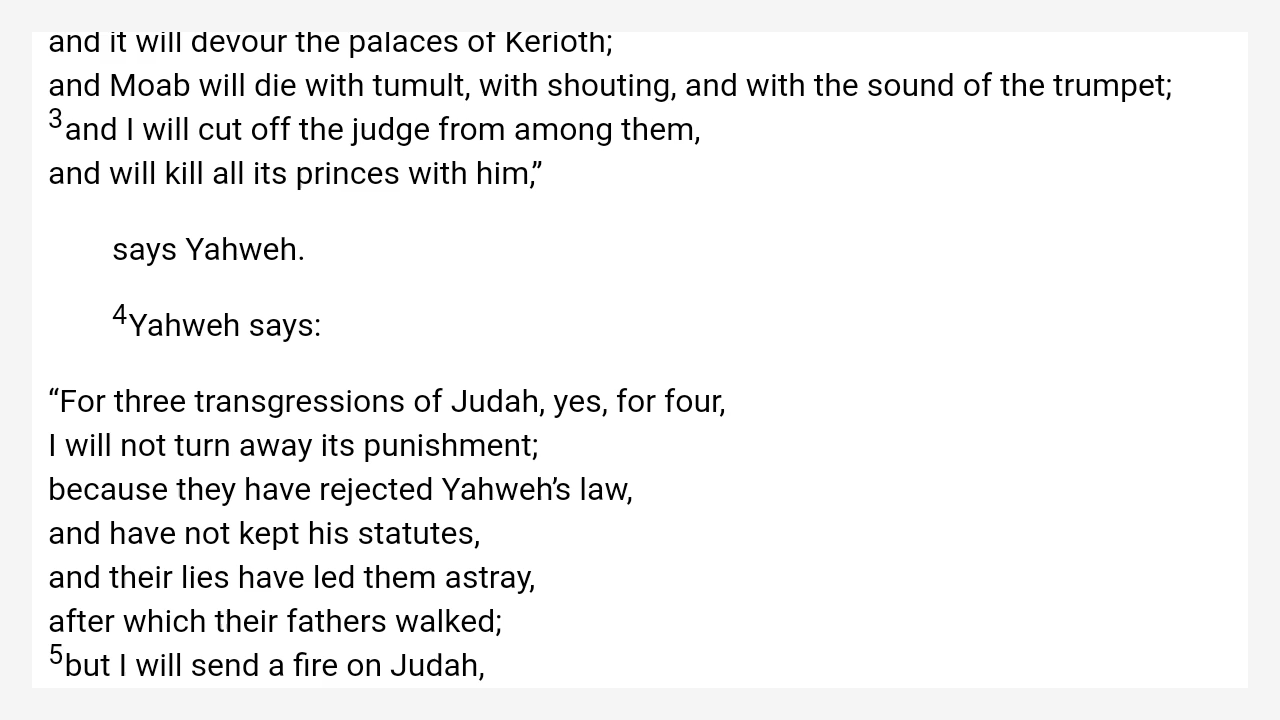 and it will devour the palaces of Kerioth;
and Moab will die with tumult, with shouting, and with the sound of the trumpet;
3and I will cut off the judge from among them,
and will kill all its princes with him,”
says Yahweh.
4Yahweh says:
“For three transgressions of Judah, yes, for four,
I will not turn away its punishment;
because they have rejected Yahweh’s law,
and have not kept his statutes,
and their lies have led them astray,
after which their fathers walked;
5but I will send a fire on Judah,